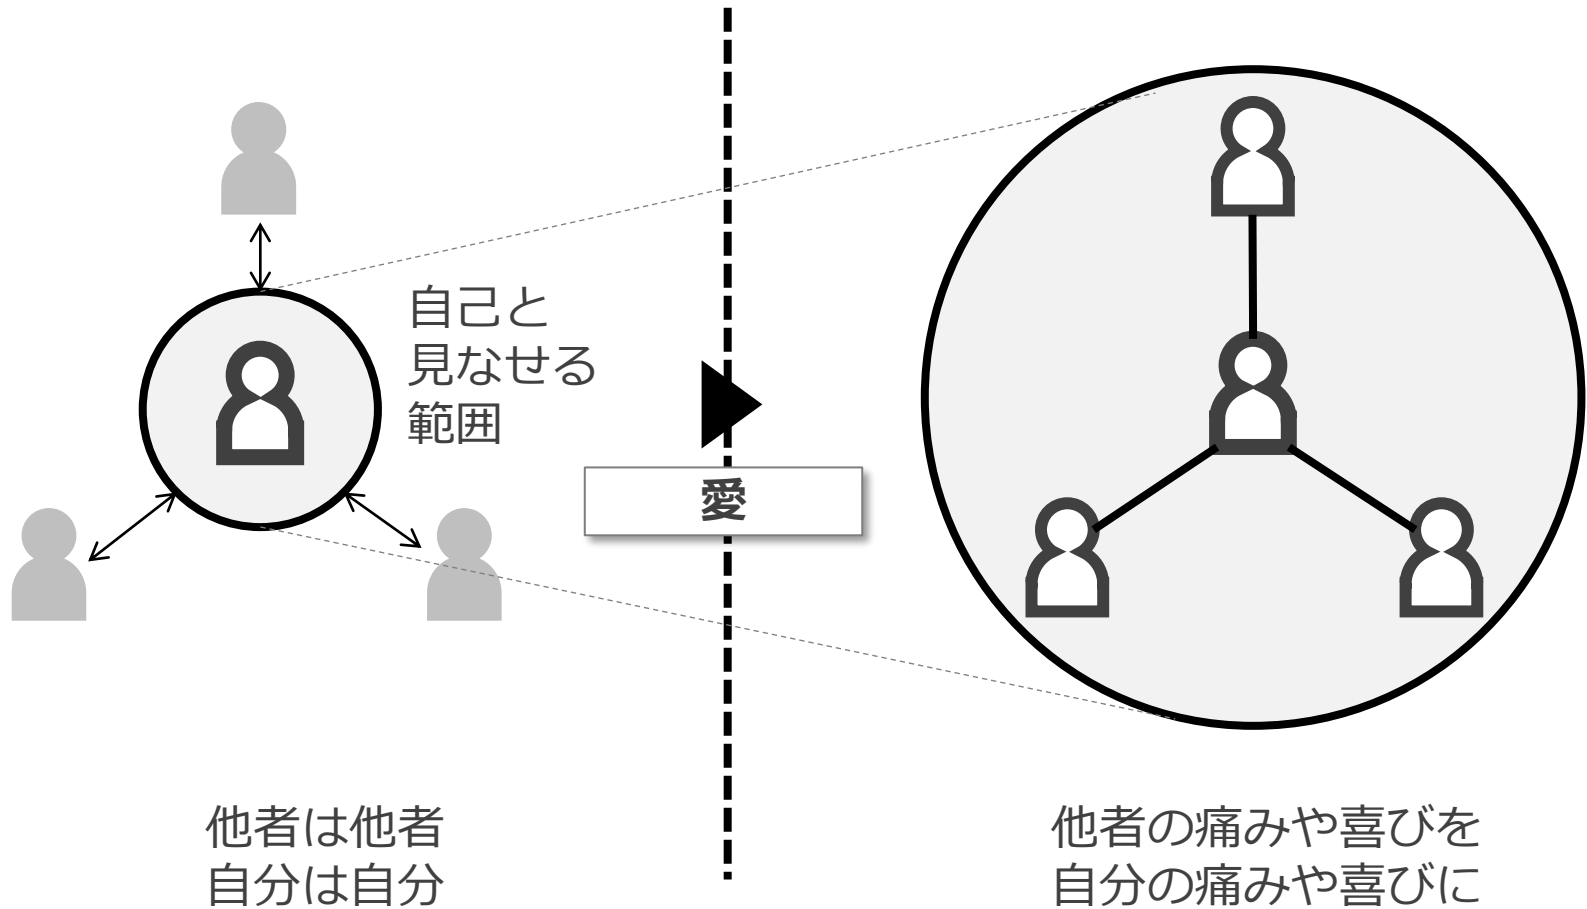 自己と
見なせる
範囲
愛
他者は他者
自分は自分
他者の痛みや喜びを
自分の痛みや喜びに